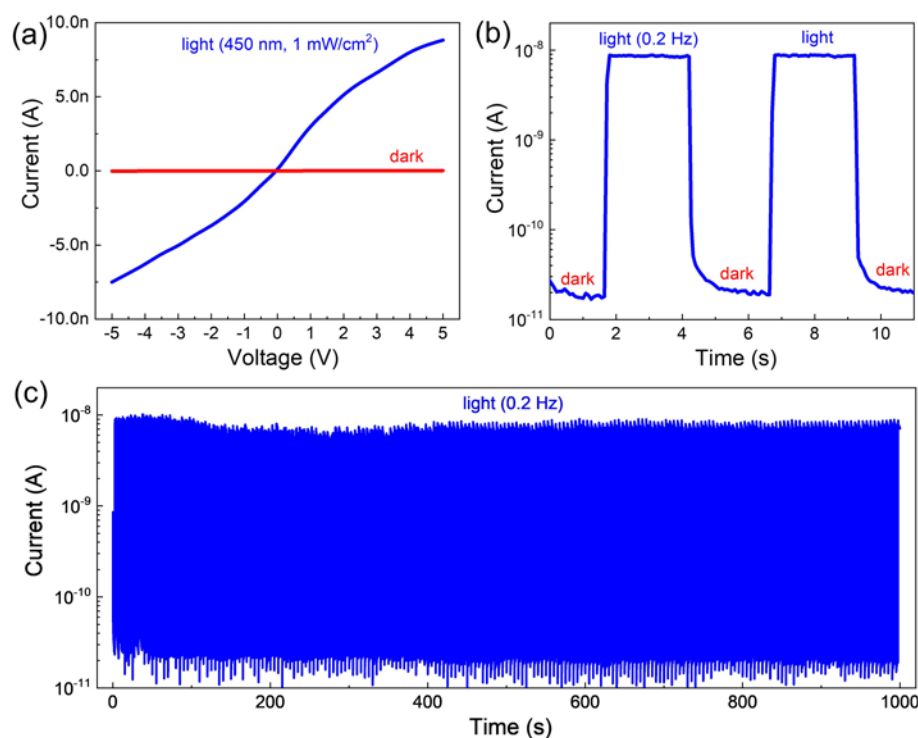 (a)
10.0n
5.0n
0.0
-5.0n
-10.0n
Current (A)
light (450 nm, 1 mW/cm²)
dark
-5 -4 -3 -2 -1 0 1 2 3 4 5
Voltage (V)
(b)
10⁻⁸
10⁻⁹
10⁻¹⁰
10⁻¹¹
Current (A)
light (0.2 Hz) light
dark dark dark
0 2 4 6 8 10
Time (s)
(c)
10⁻⁸
10⁻⁹
10⁻¹⁰
10⁻¹¹
Current (A)
light (0.2 Hz)
0 200 400 600 800 1000
Time (s)